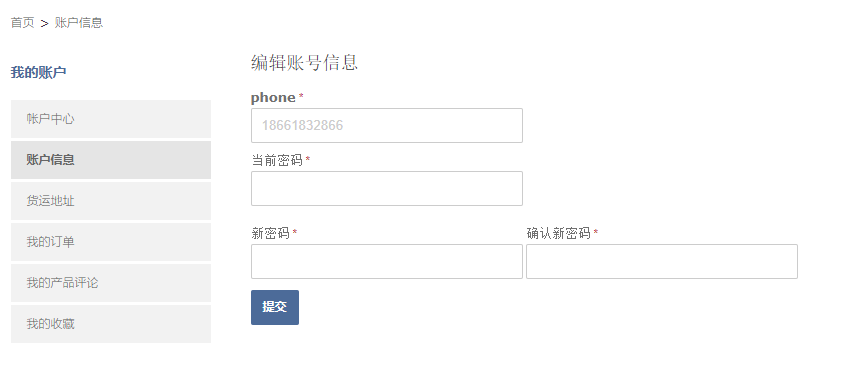 首页 > 账户信息
我的账户
帐户中心
账户信息
货运地址
我的订单
我的产品评论
我的收藏
编辑账号信息
phone *
18661832866
当前密码 *
新密码 *
确认新密码 *
提交